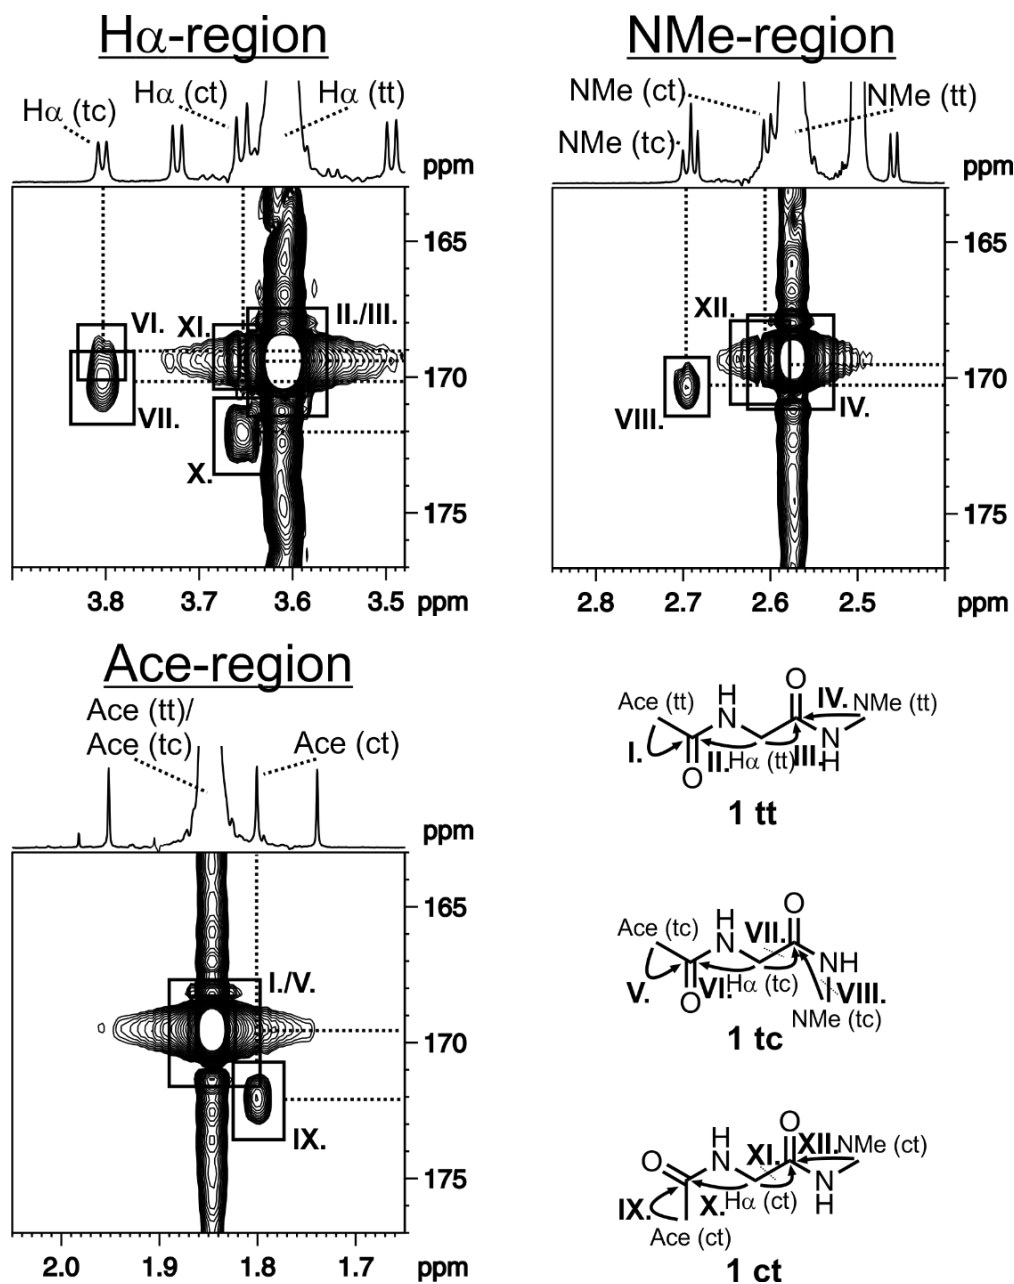 Hα-region
Hα (tc)
Hα (ct)
Hα (tt)
ppm
165
170
175
VI.
XI.
II./III.
VII.
X.
3.8 3.7 3.6 3.5 ppm
NMe-region
NMe (ct)
NMe (tt)
NMe (tc)
ppm
165
170
175
XII.
VIII.
IV.
2.8 2.7 2.6 2.5 ppm
Ace-region
Ace (tt)/
Ace (tc)
Ace (ct)
ppm
165
170
175
I./V.
IX.
2.0 1.9 1.8 1.7 ppm
Ace (tt)
H
N
O
IV.
NMe (tt)
I.
O
II.
Hα (tt)
III.
N
H
1 tt
Ace (tc)
H
N
VII.
O
NH
V.
O
VI.
Hα (tc)
VIII.
NMe (tc)
1 tc
O
H
N
XI.
O
XII.
NMe (ct)
IX.
X.
Hα (ct)
N
H
Ace (ct)
1 ct